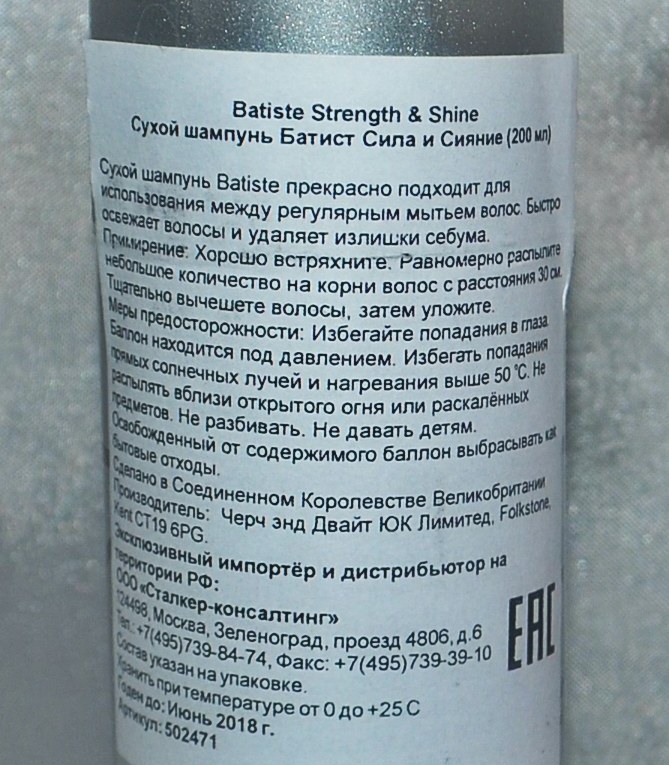 Batiste Strength & Shine
Сухой шампунь Батист Сила и Сияние (200 мл)
Сухой шампунь Batiste прекрасно подходит для
использования между регулярным мытьем волос. Быстро
освежает волосы и удаляет излишки себума.
Примирение: Хорошо встряхните. Равномерно распылите
небольшое количество на корни волос с расстояния 30 см.
Тщательно вычешете волосы, затем уложите.
Меры предосторожности: Избегайте попадания в глаза
Баллон находится под давлением. Избегать попадания
прямых солнечных лучей и нагревания выше 50 °C. Не
распылять вблизи открытого огня или раскалённых
предметов. Не разбивать. Не давать детям.
Освобожденный от содержимого баллон выбрасывать как
бытовые отходы.
Сделано в Соединенном Королевстве Великобритании
Производитель: Черч энд Двайт ЮК Лимитед, Folkstone,
Kent CT19 6PG.
Эксклюзивный импортёр и дистрибьютор на
территории РФ:
ООО «Сталкер-консалтинг»
124498, Москва, Зеленоград, проезд 4806, д.6
Тел.: +7(495)739-84-74, Факс: +7(495)739-39-10
Состав указан на упаковке.
Хранить при температуре от 0 до +25 С
Годен до: Июнь 2018 г.
Артикул: 502471
EAC